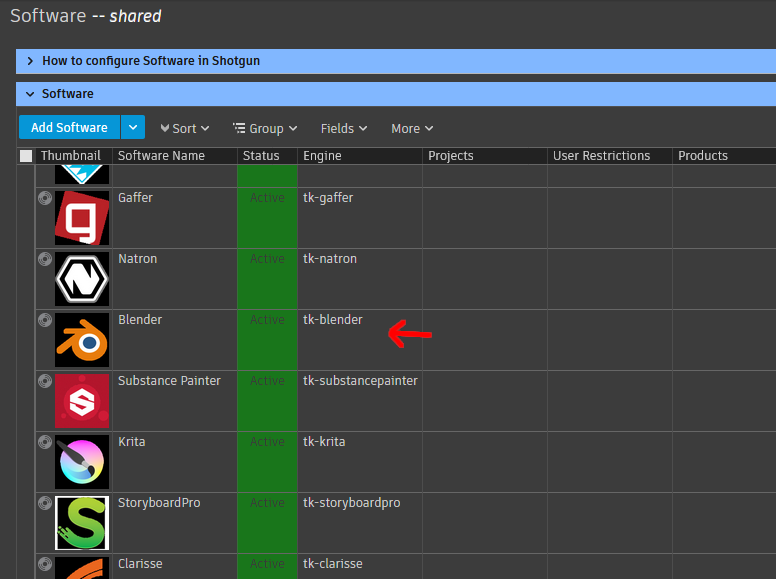 Software -- shared
How to configure Software in Shotgun
Software
Add Software Sort Group Fields More
Thumbnail Software Name Status Engine Projects User Restrictions Products
Gaffer Active tk-gaffer
Natron Active tk-natron
Blender Active tk-blender
Substance Painter Active tk-substancepainter
Krita Active tk-krita
StoryboardPro Active tk-storyboardpro
Clarisse Active tk-clarisse